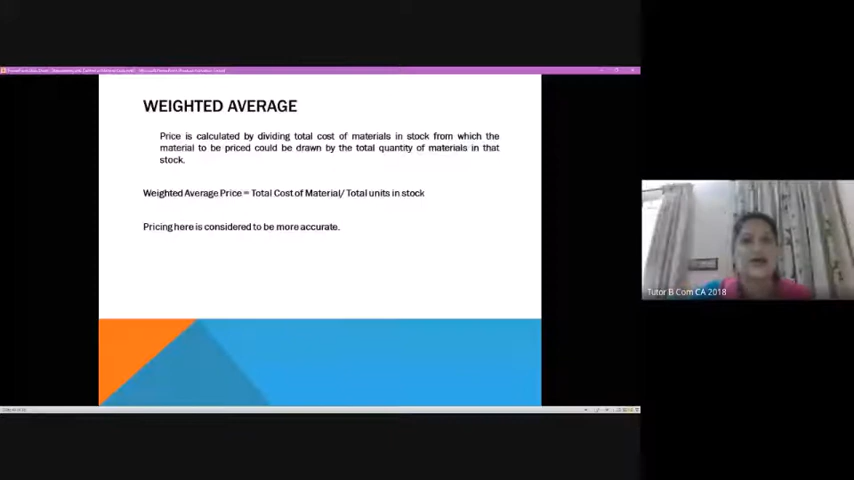 WEIGHTED AVERAGE
Price is calculated by dividing total cost of materials in stock from which the
material to be priced could be drawn by the total quantity of materials in that
stock.
Weighted Average Price = Total Cost of Material/ Total units in stock
Pricing here is considered to be more accurate.
Tutor B Com CA 2018